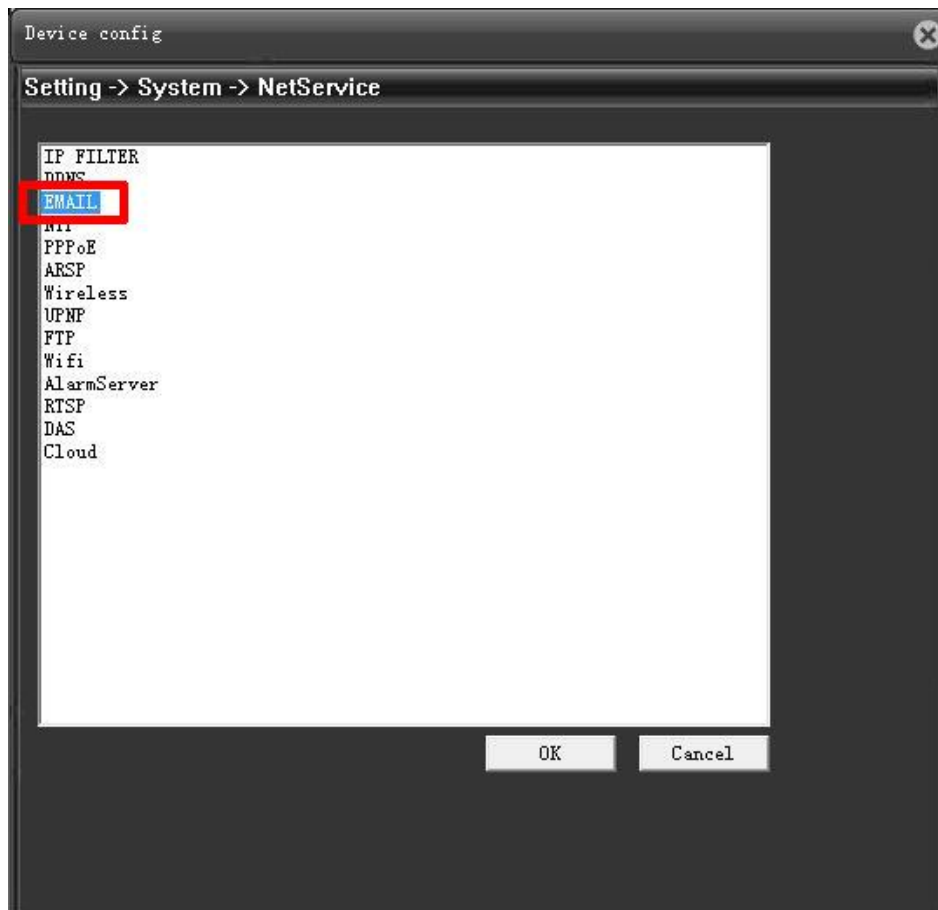 Device config
Setting -> System -> NetService
IP FILTER
DDNS
EMAIL
PPPoE
ARSP
Wireless
UPNP
FTP
Wifi
AlarmServer
RTSP
DAS
Cloud
OK
Cancel